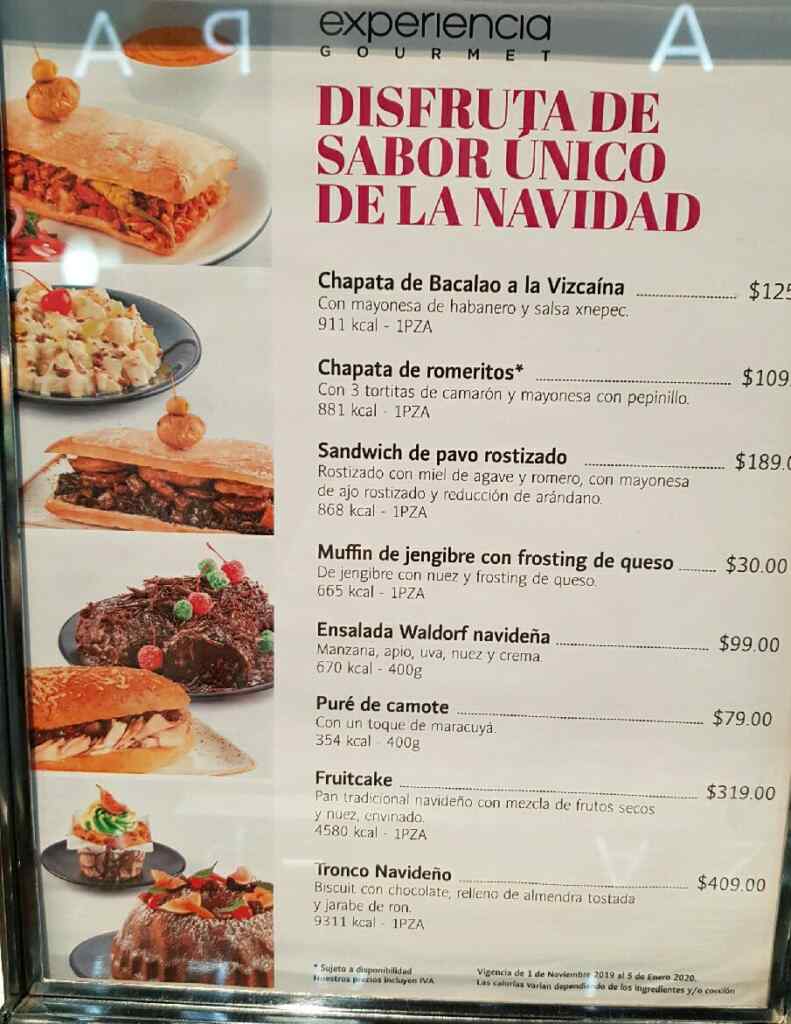 experiencia
GOURMET
DISFRUTA DE
SABOR ÚNICO
DE LA NAVIDAD
Chapata de Bacalao a la Vizcaína ........ $125
Con mayonesa de habanero y salsa xnepec.
911 kcal - 1PZA
Chapata de romeritos* ........ $109.
Con 3 tortitas de camarón y mayonesa con pepinillo.
881 kcal - 1PZA
Sandwich de pavo rostizado ........ $189.0
Rostizado con miel de agave y romero, con mayonesa
de ajo rostizado y reducción de arándano.
868 kcal - 1PZA
Muffin de jengibre con frosting de queso ........ $30.00
De jengibre con nuez y frosting de queso.
665 kcal - 1PZA
Ensalada Waldorf navideña ........ $99.00
Manzana, apio, uva, nuez y crema.
670 kcal - 400g
Puré de camote ........ $79.00
Con un toque de maracuyá.
354 kcal - 400g
Fruitcake ........ $319.00
Pan tradicional navideño con mezcla de frutos secos
y nuez, envinado.
4580 kcal - 1PZA
Tronco Navideño ........ $409.00
Biscuit con chocolate, relleno de almendra tostada
y jarabe de ron.
9311 kcal - 1PZA
* Sujeto a disponibilidad
Nuestros precios incluyen IVA
Vigencia de 1 de Noviembre 2019 al 5 de Enero 2020.
Las calorías varían dependiendo de los ingredientes y/o cocción